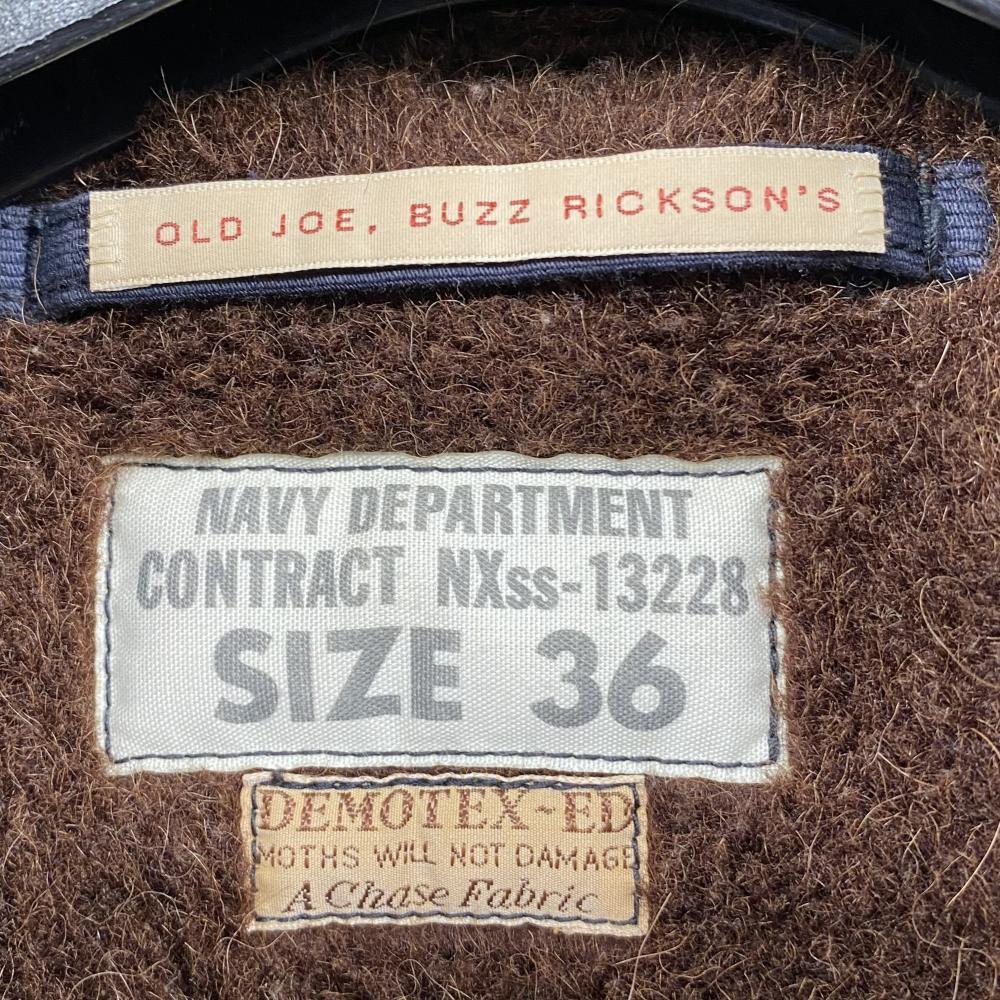 OLD JOE, BUZZ RICKSON'S
NAVY DEPARTMENT
CONTRACT NXss-13228
SIZE 36
DEMOTEX~ED
MOTHS WILL NOT DAMAGE
A Chase Fabric